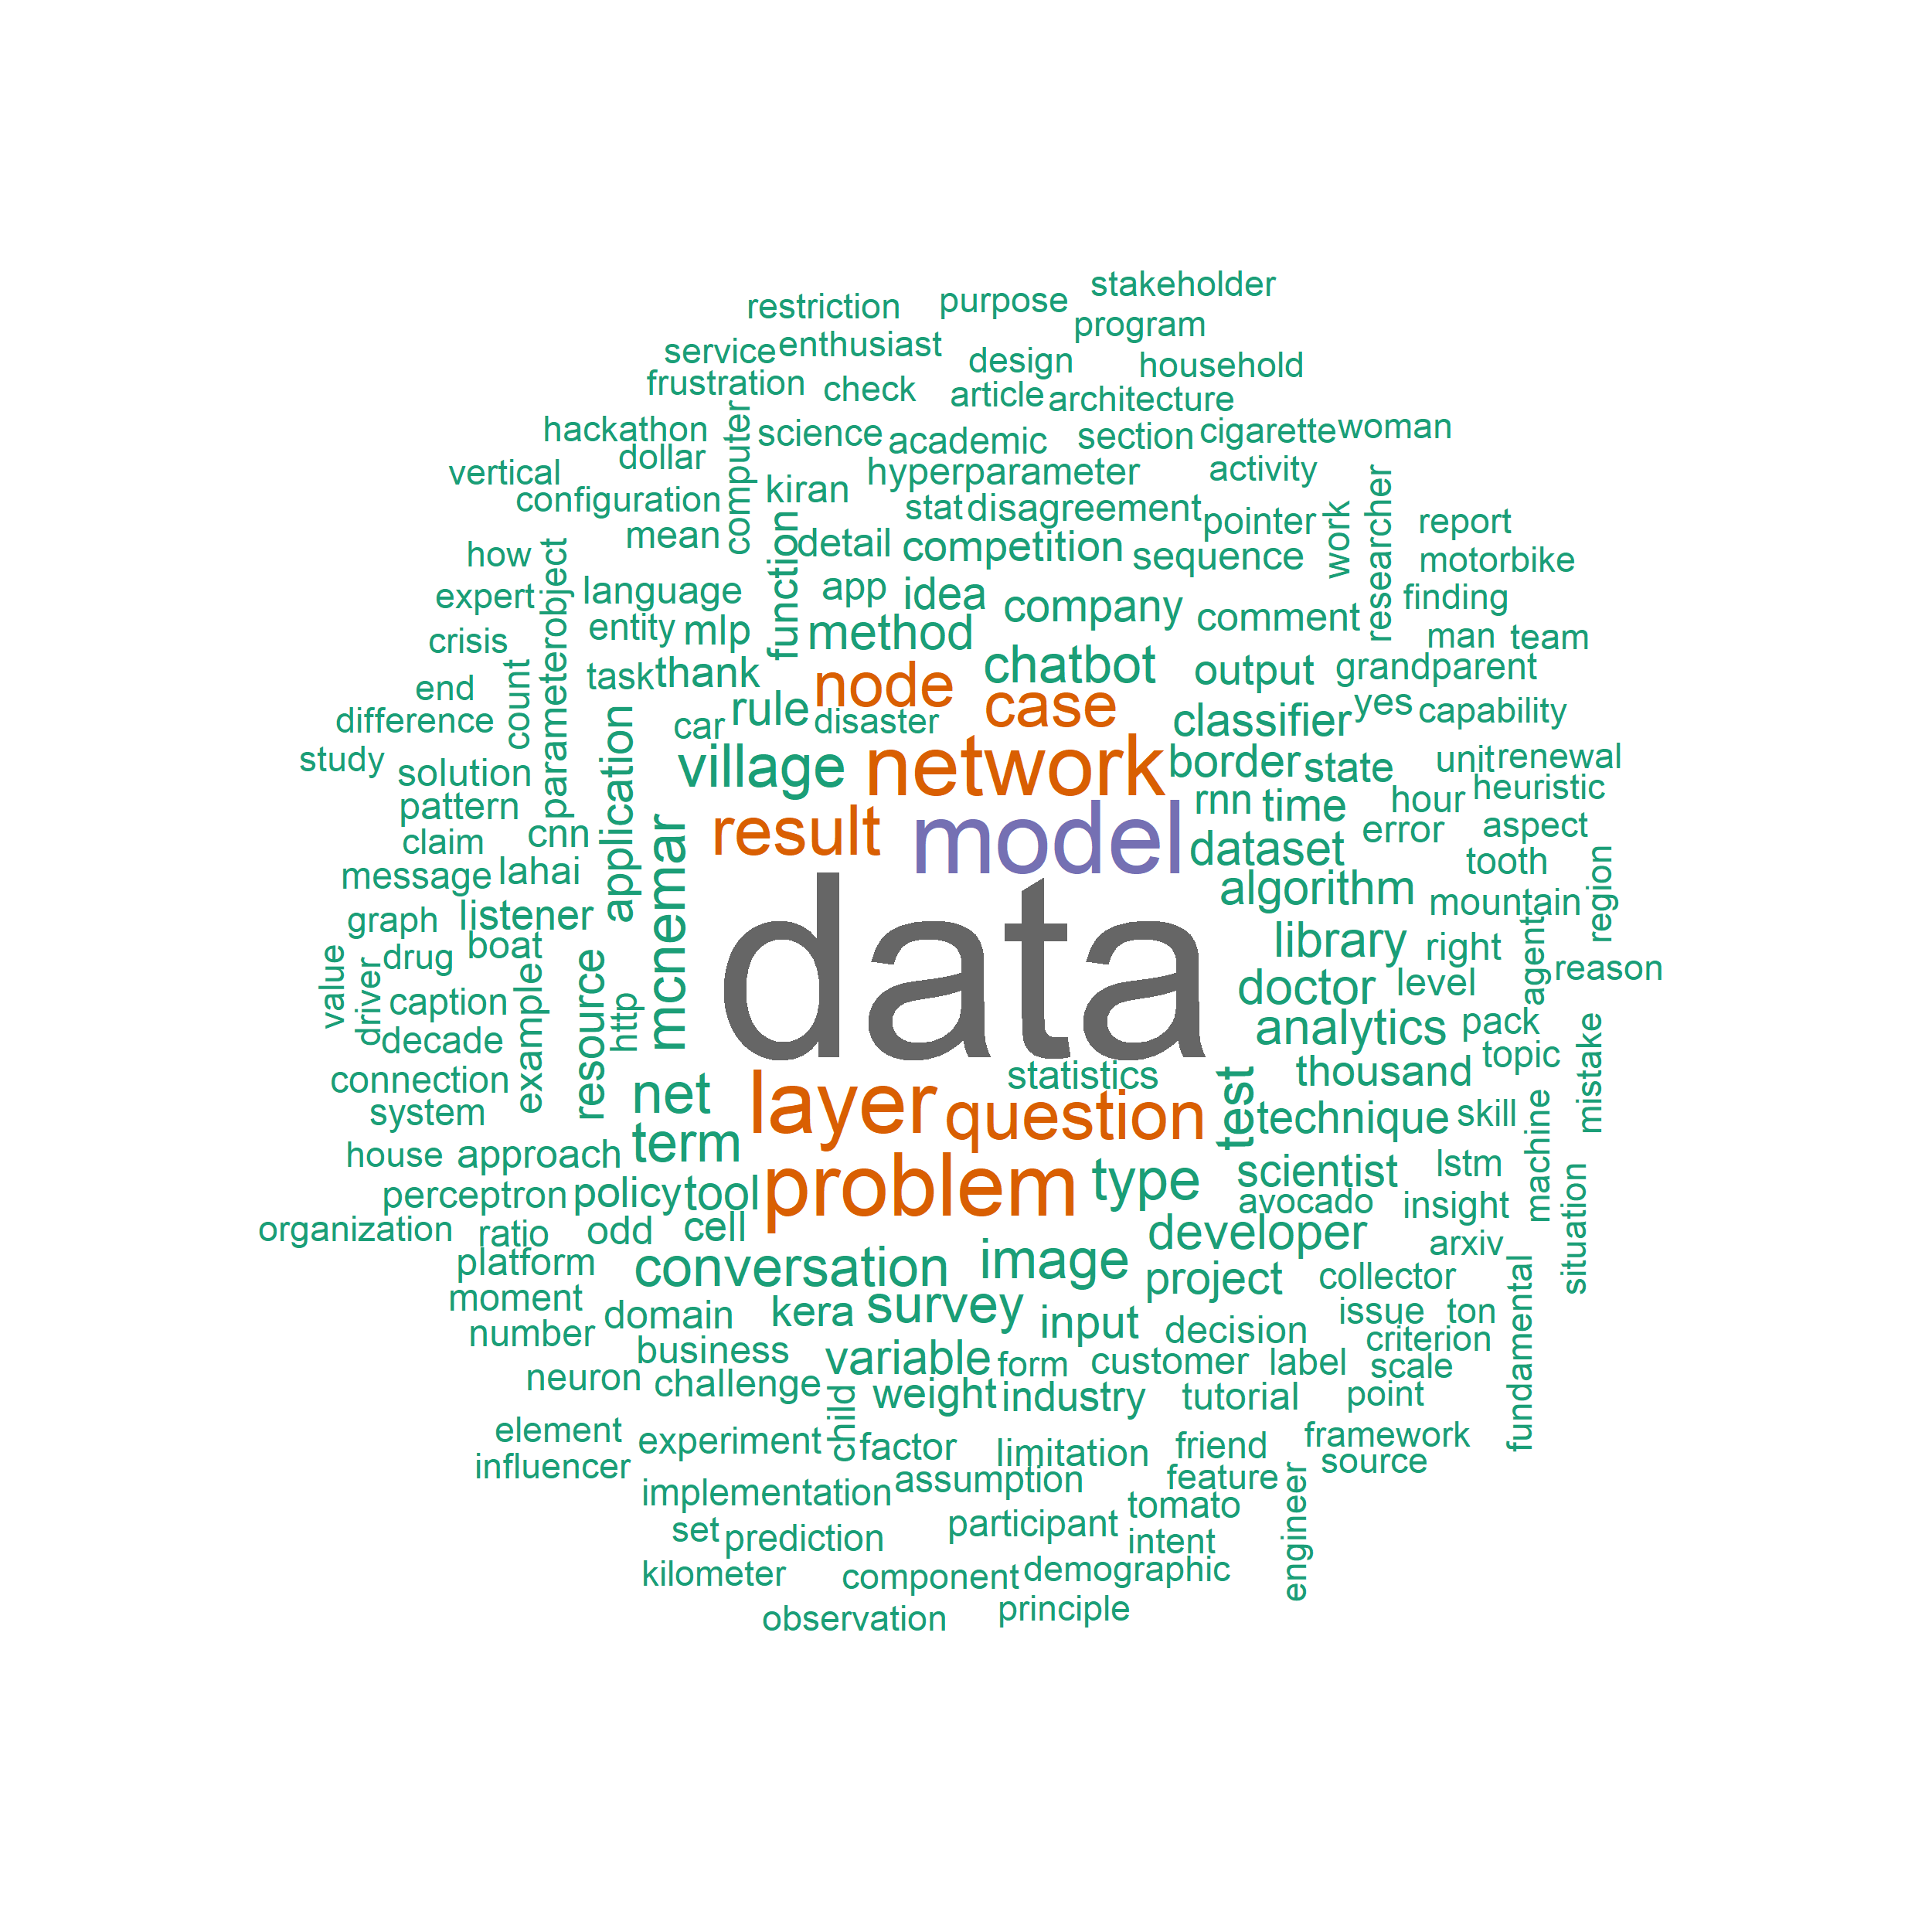 stakeholder
restriction
purpose
program
service
enthusiast
design
household
frustration
check
article
architecture
hackathon
computer
science
academic
section
cigarette
woman
dollar
vertical
hyperparameter
activity
configuration
kiran
stat
disagreement
pointer
work
researcher
report
mean
function
detail
competition
sequence
motorbike
how
parameter
object
language
app
idea
company
comment
finding
expert
entity
mlp
method
man
team
crisis
task
thank
node
chatbot
output
grandparent
end
count
rule
case
yes
capability
difference
car
disaster
classifier
study
application
village
network
border
state
unit
renewal
solution
heuristic
pattern
result
model
rnn
time
hour
claim
cnn
mcnemar
dataset
error
aspect
message
lahai
algorithm
tooth
region
graph
listener
mountain
drug
boat
data
library
right
agent
reason
value
driver
caption
example
resource
http
doctor
level
decade
analytics
pack
connection
net
statistics
thousand
topic
mistake
system
layer
question
test
technique
skill
machine
house
approach
term
problem
type
scientist
lstm
perceptron
policy
tool
avocado
insight
situation
organization
ratio
odd
cell
developer
arxiv
platform
conversation
image
project
collector
fundamental
moment
domain
kera
survey
input
decision
issue
ton
number
business
variable
form
customer
label
criterion
scale
neuron
challenge
child
weight
industry
tutorial
point
element
experiment
factor
limitation
friend
framework
influencer
source
implementation
assumption
feature
engineer
set
prediction
participant
tomato
intent
kilometer
component
demographic
observation
principle